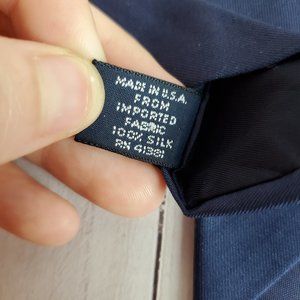 MADE IN U.S.A.
FROM
IMPORTED
FABRIC
100% SILK
RN 41381